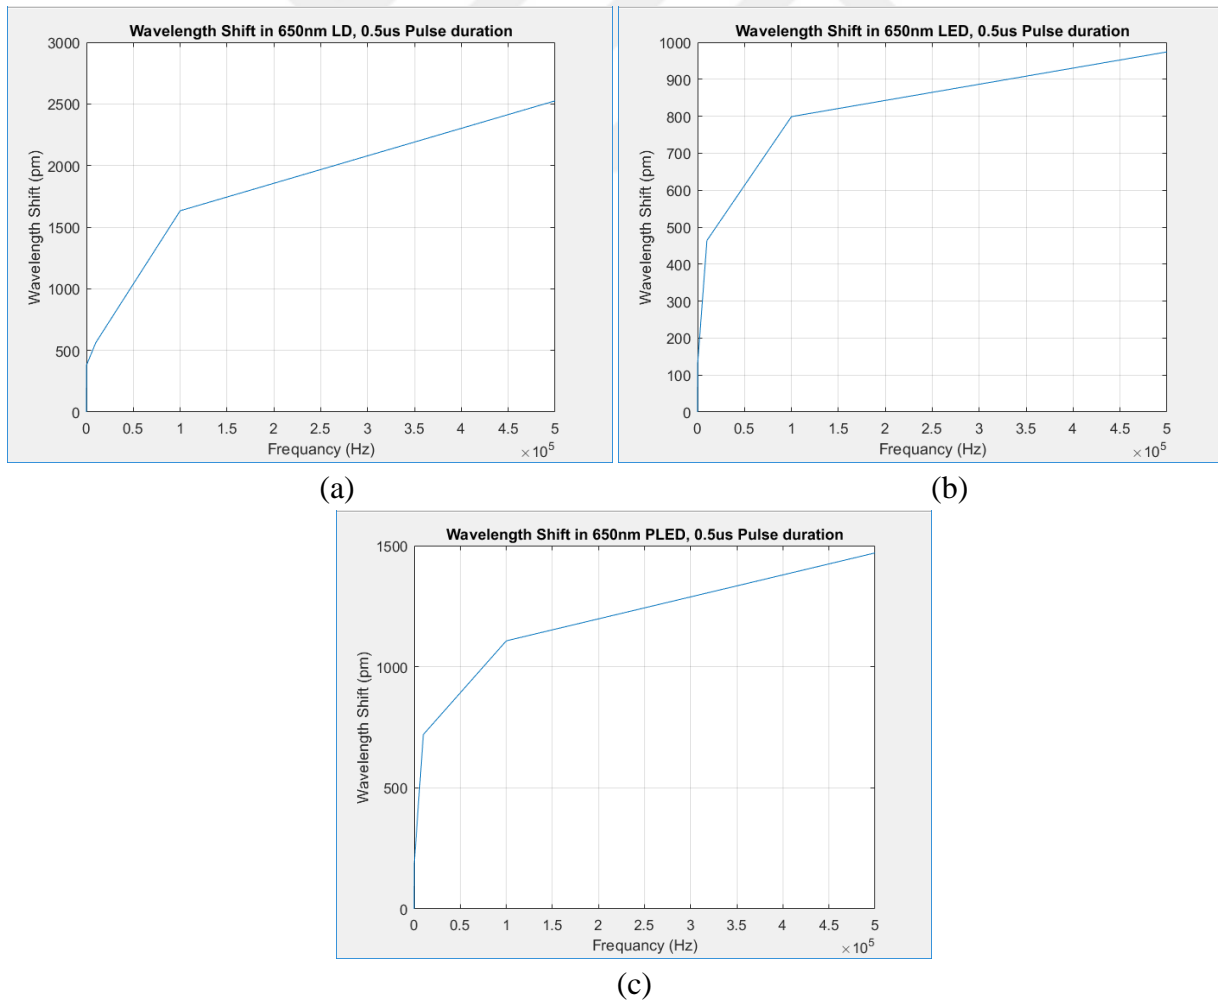 Wavelength Shift in 650nm LD, 0.5us Pulse duration
3000
2500
2000
1500
1000
500
0
Wavelength Shift (pm)
0 0.5 1 1.5 2 2.5 3 3.5 4 4.5 5
Frequancy (Hz)
×10⁵
(a)
Wavelength Shift in 650nm LED, 0.5us Pulse duration
1000
900
800
700
600
500
400
300
200
100
0
Wavelength Shift (pm)
0 0.5 1 1.5 2 2.5 3 3.5 4 4.5 5
Frequancy (Hz)
×10⁵
(b)
Wavelength Shift in 650nm PLED, 0.5us Pulse duration
1500
1000
500
0
Wavelength Shift (pm)
0 0.5 1 1.5 2 2.5 3 3.5 4 4.5 5
Frequancy (Hz)
×10⁵
(c)